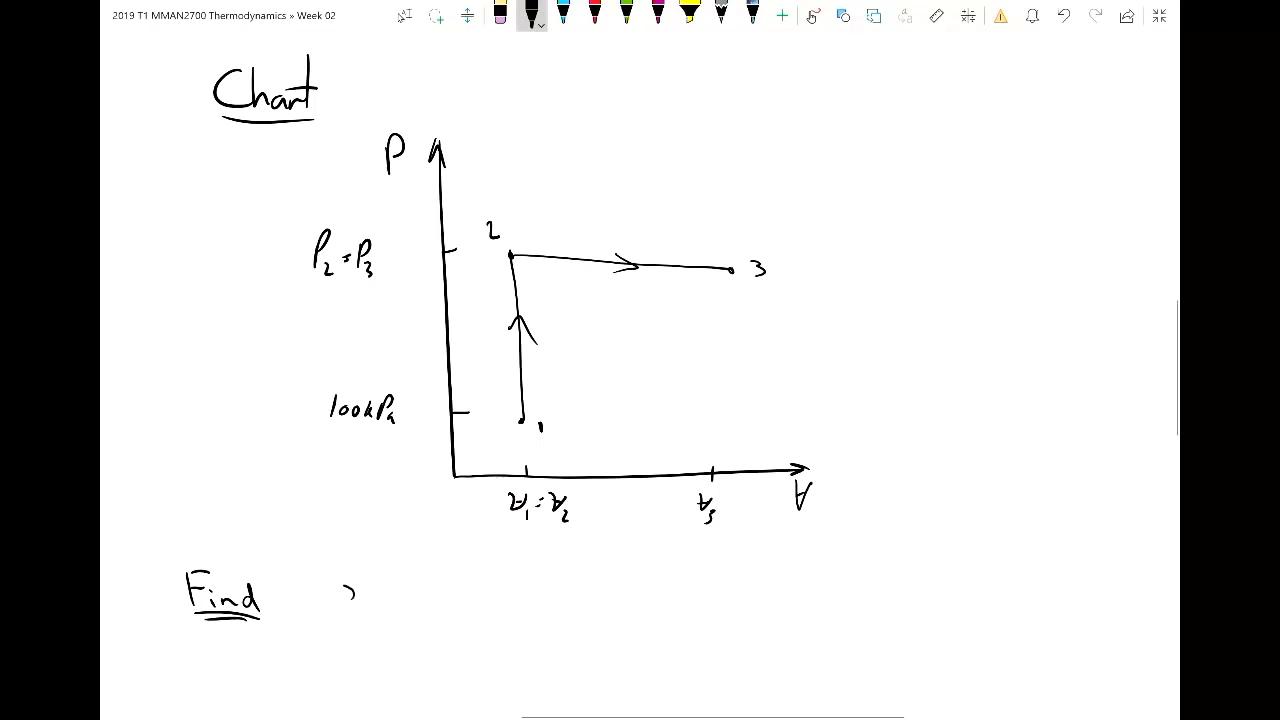 2019 T1 MMAN2700 Thermodynamics » Week 02
Chart
P
2
P₂ = P₃
3
100kPa
1
V₁ = V₂
V₃
V
Find